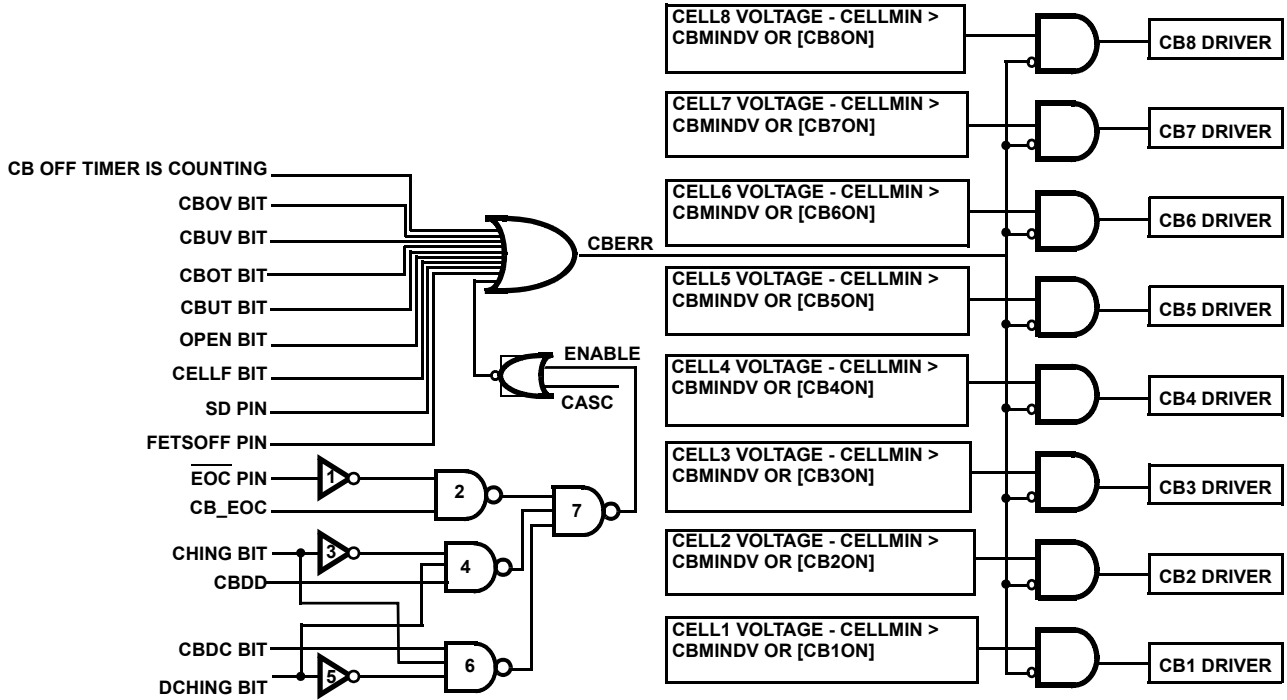 CB OFF TIMER IS COUNTING
CBOV BIT
CBUV BIT
CBOT BIT
CBUT BIT
OPEN BIT
CELLF BIT
SD PIN
FETSOFF PIN
EOC PIN
CB_EOC
CHING BIT
CBDD
CBDC BIT
DCHING BIT
1
2
3
4
5
6
7
CBERR
ENABLE
CASC
CELL8 VOLTAGE - CELLMIN >
CBMINDV OR [CB8ON]
CB8 DRIVER
CELL7 VOLTAGE - CELLMIN >
CBMINDV OR [CB7ON]
CB7 DRIVER
CELL6 VOLTAGE - CELLMIN >
CBMINDV OR [CB6ON]
CB6 DRIVER
CELL5 VOLTAGE - CELLMIN >
CBMINDV OR [CB5ON]
CB5 DRIVER
CELL4 VOLTAGE - CELLMIN >
CBMINDV OR [CB4ON]
CB4 DRIVER
CELL3 VOLTAGE - CELLMIN >
CBMINDV OR [CB3ON]
CB3 DRIVER
CELL2 VOLTAGE - CELLMIN >
CBMINDV OR [CB2ON]
CB2 DRIVER
CELL1 VOLTAGE - CELLMIN >
CBMINDV OR [CB1ON]
CB1 DRIVER